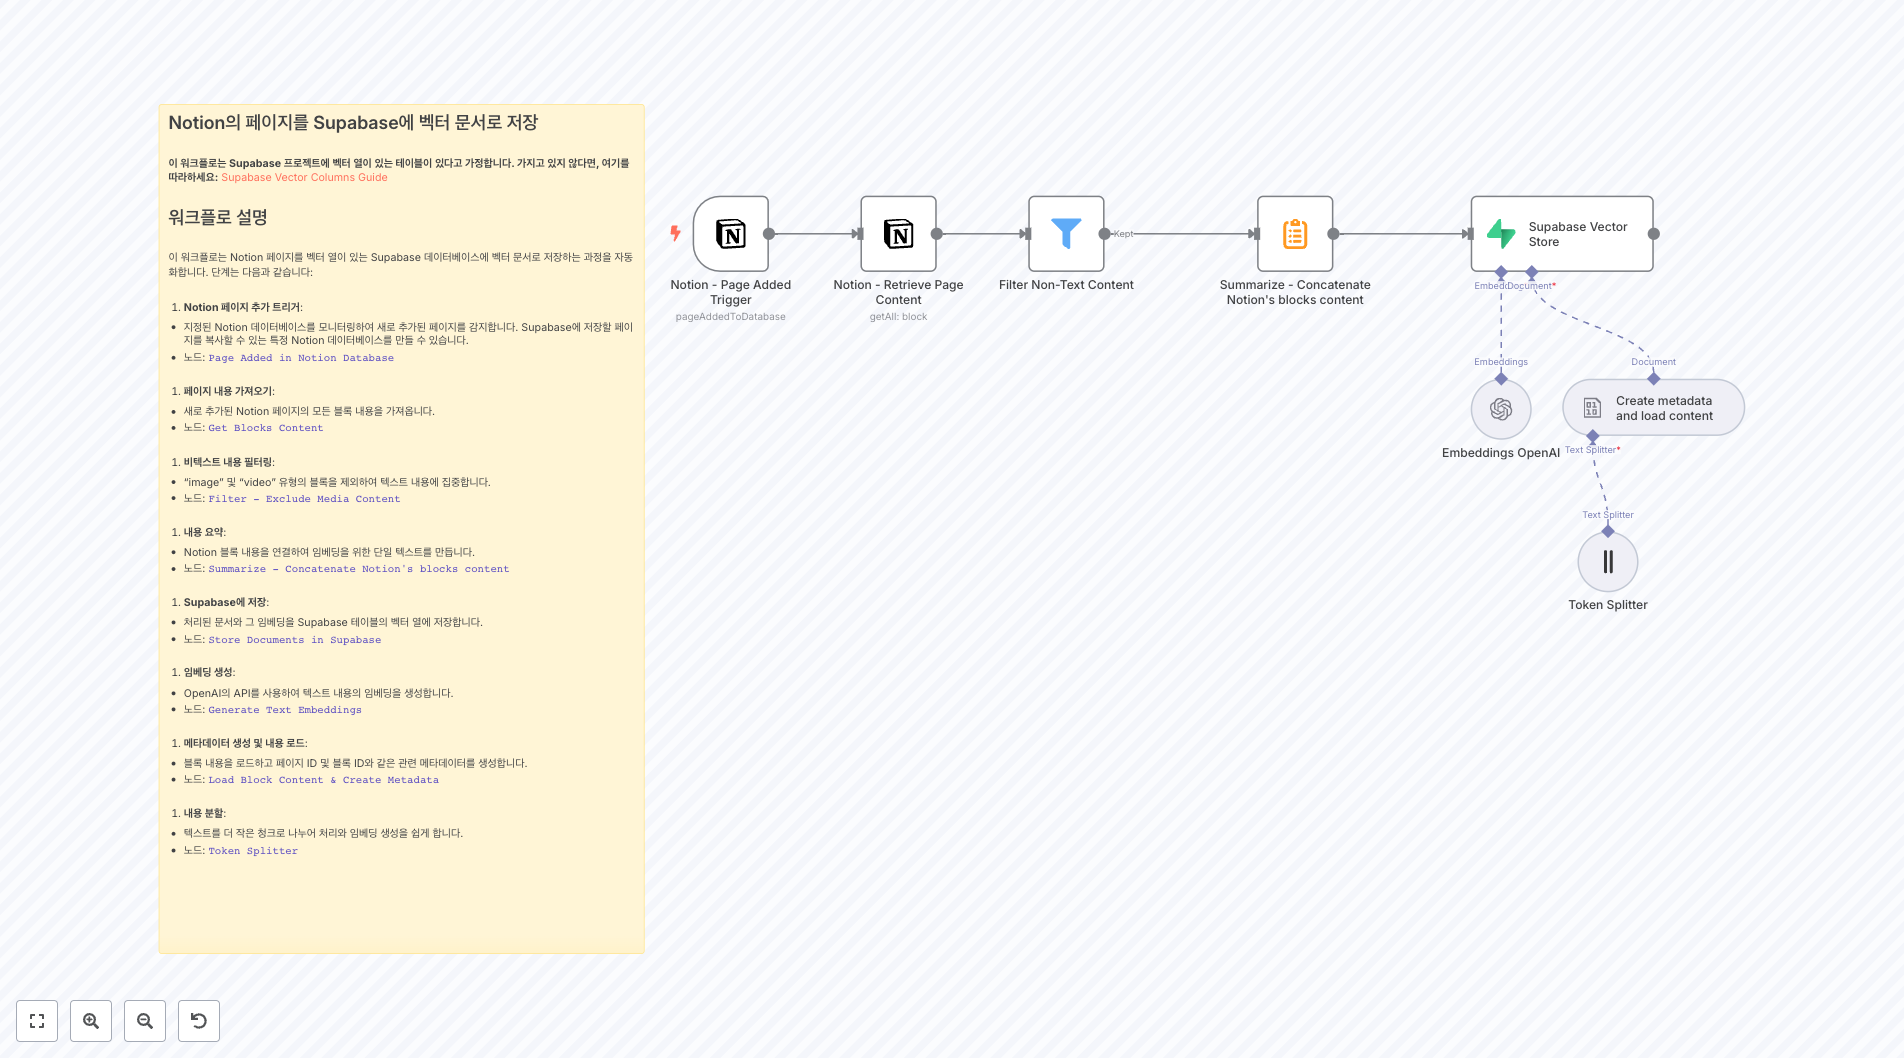 Notion의 페이지를 Supabase에 벡터 문서로 저장
이 워크플로는 Supabase 프로젝트에 벡터 열이 있는 테이블이 있다고 가정합니다. 가지고 있지 않다면, 여기를
따라하세요: Supabase Vector Columns Guide
워크플로 설명
이 워크플로는 Notion 페이지를 벡터 열이 있는 Supabase 데이터베이스에 벡터 문서로 저장하는 과정을 자동
화합니다. 단계는 다음과 같습니다:
1. Notion 페이지 추가 트리거:
• 지정된 Notion 데이터베이스를 모니터링하여 새로 추가된 페이지를 감지합니다. Supabase에 저장할 페이
지를 복사할 수 있는 특정 Notion 데이터베이스를 만들 수 있습니다.
• 노드: Page Added in Notion Database
1. 페이지 내용 가져오기:
• 새로 추가된 Notion 페이지의 모든 블록 내용을 가져옵니다.
• 노드: Get Blocks Content
1. 비텍스트 내용 필터링:
• “image” 및 “video” 유형의 블록을 제외하여 텍스트 내용에 집중합니다.
• 노드: Filter - Exclude Media Content
1. 내용 요약:
• Notion 블록 내용을 연결하여 임베딩을 위한 단일 텍스트를 만듭니다.
• 노드: Summarize - Concatenate Notion's blocks content
1. Supabase에 저장:
• 처리된 문서와 그 임베딩을 Supabase 테이블의 벡터 열에 저장합니다.
• 노드: Store Documents in Supabase
1. 임베딩 생성:
• OpenAI의 API를 사용하여 텍스트 내용의 임베딩을 생성합니다.
• 노드: Generate Text Embeddings
1. 메타데이터 생성 및 내용 로드:
• 블록 내용을 로드하고 페이지 ID 및 블록 ID와 같은 관련 메타데이터를 생성합니다.
• 노드: Load Block Content & Create Metadata
1. 내용 분할:
• 텍스트를 더 작은 청크로 나누어 처리와 임베딩 생성을 쉽게 합니다.
• 노드: Token Splitter
Notion - Page Added
Trigger
pageAddedToDatabase
Notion - Retrieve Page
Content
getAll: block
Filter Non-Text Content
Kept
Summarize - Concatenate
Notion's blocks content
Supabase Vector
Store
Document*
Embeddings
Embeddings OpenAI
Document
Create metadata
and load content
Text Splitter*
Text Splitter
Token Splitter